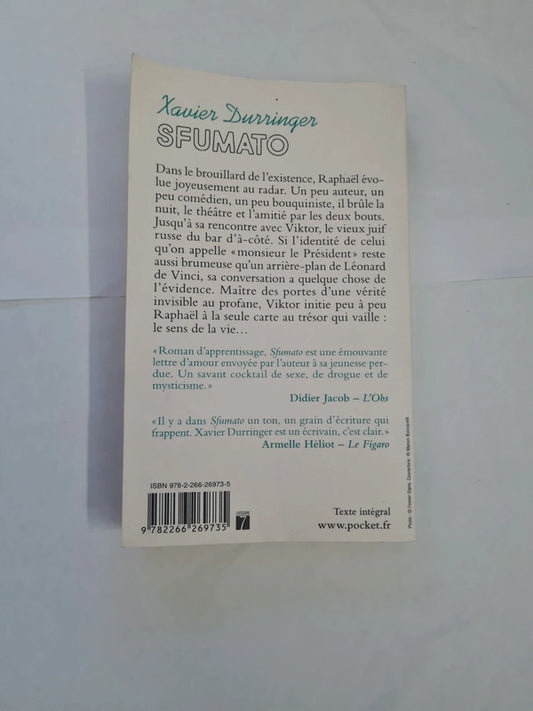 Xavier Durringer
SFUMATO
Dans le brouillard de l'existence, Raphaël évo-
lue joyeusement au radar. Un peu auteur, un
peu comédien, un peu bouquiniste, il brûle la
nuit, le théâtre et l'amitié par les deux bouts.
Jusqu'à sa rencontre avec Viktor, le vieux juif
russe du bar d'à-côté. Si l'identité de celui
qu'on appelle «monsieur le Président» reste
aussi brumeuse qu'un arrière-plan de Léonard
de Vinci, sa conversation a quelque chose de
l'évidence. Maître des portes d'une vérité
invisible au profane, Viktor initie peu à peu
Raphaël à la seule carte au trésor qui vaille :
le sens de la vie…
«Roman d'apprentissage, Sfumato est une émouvante
lettre d'amour envoyée par l'auteur à sa jeunesse per-
due. Un savant cocktail de sexe, de drogue et de
mysticisme.»
Didier Jacob – L'Obs
«Il y a dans Sfumato un ton, un grain d'écriture qui
frappent. Xavier Durringer est un écrivain, c'est clair.»
Armelle Héliot – Le Figaro
ISBN 978-2-266-26973-5
9 782266 269735
7
Texte intégral
www.pocket.fr